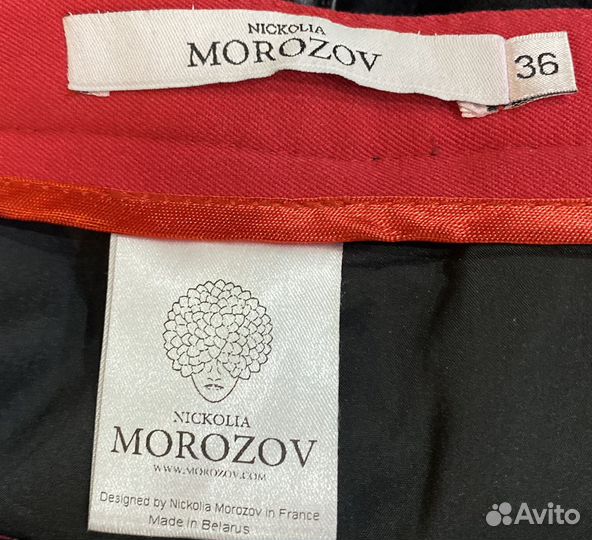 NICKOLIA
MOROZOV
36
NICKOLIA
MOROZOV
WWW.MOROZOV.COM
Designed by Nickolia Morozov in France
Made in Belarus
Avito